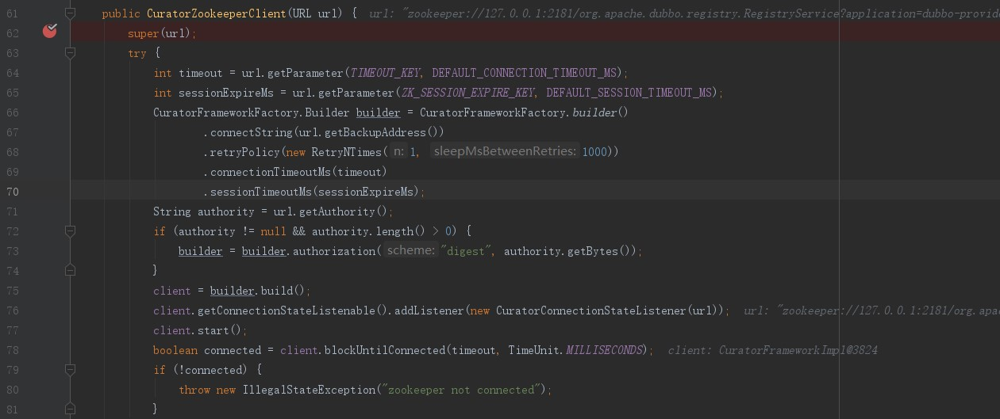 61 public CuratorZookeeperClient(URL url) { url: "zookeeper://127.0.0.1:2181/org.apache.dubbo.registry.RegistryService?application=dubbo-provid
62 super(url);
63 try {
64 int timeout = url.getParameter(TIMEOUT_KEY, DEFAULT_CONNECTION_TIMEOUT_MS);
65 int sessionExpireMs = url.getParameter(ZK_SESSION_EXPIRE_KEY, DEFAULT_SESSION_TIMEOUT_MS);
66 CuratorFrameworkFactory.Builder builder = CuratorFrameworkFactory.builder()
67 .connectString(url.getBackupAddress())
68 .retryPolicy(new RetryNTimes( n: 1, sleepMsBetweenRetries: 1000))
69 .connectionTimeoutMs(timeout)
70 .sessionTimeoutMs(sessionExpireMs);
71 String authority = url.getAuthority();
72 if (authority != null && authority.length() > 0) {
73 builder = builder.authorization( scheme: "digest", authority.getBytes());
74 }
75 client = builder.build();
76 client.getConnectionStateListenable().addListener(new CuratorConnectionStateListener(url)); url: "zookeeper://127.0.0.1:2181/org.apa
77 client.start();
78 boolean connected = client.blockUntilConnected(timeout, TimeUnit.MILLISECONDS); client: CuratorFrameworkImpl@3824
79 if (!connected) {
80 throw new IllegalStateException("zookeeper not connected");
81 }